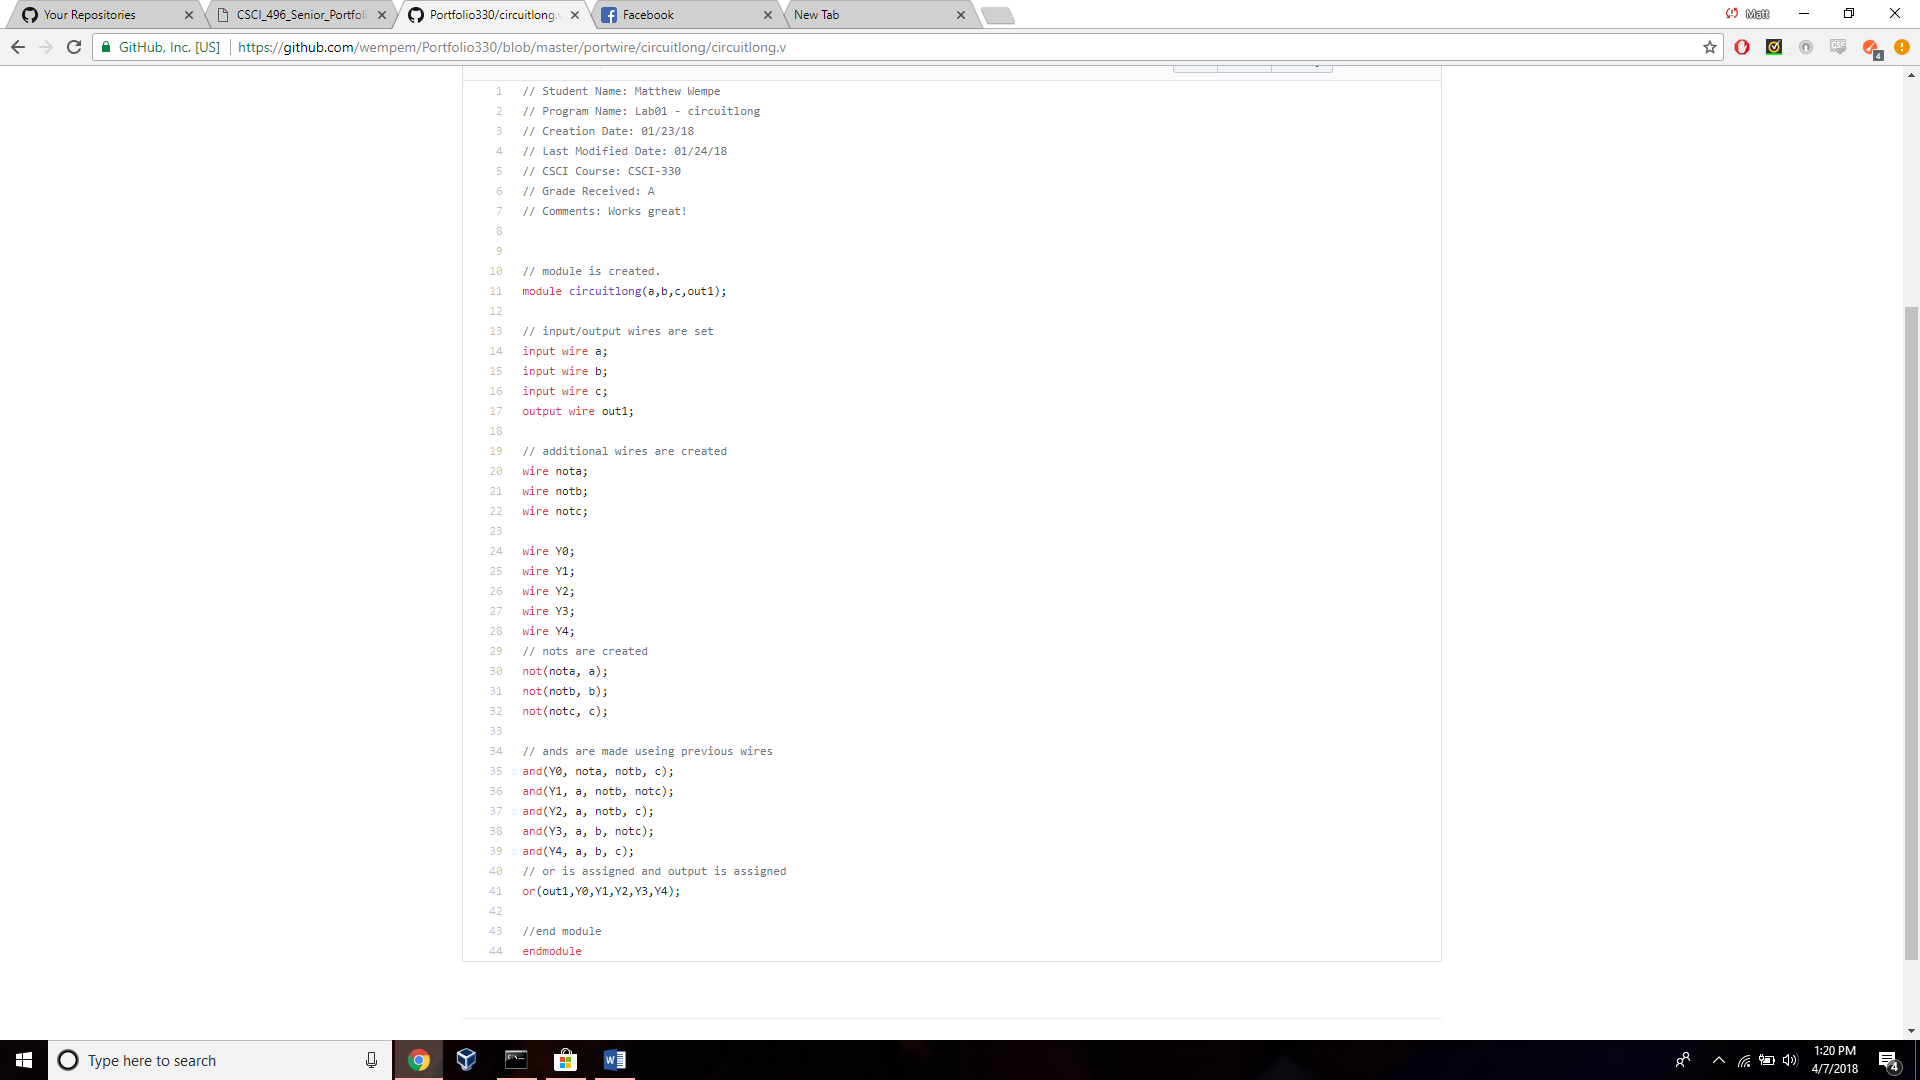 Your Repositories
CSCI_496_Senior_Portfoli
Portfolio330/circuitlong.
Facebook
New Tab
Matt
GitHub, Inc. [US]
https://github.com/wempem/Portfolio330/blob/master/portwire/circuitlong/circuitlong.v
4
1 // Student Name: Matthew Wempe
2 // Program Name: Lab01 - circuitlong
3 // Creation Date: 01/23/18
4 // Last Modified Date: 01/24/18
5 // CSCI Course: CSCI-330
6 // Grade Received: A
7 // Comments: Works great!
8
9
10 // module is created.
11 module circuitlong(a,b,c,out1);
12
13 // input/output wires are set
14 input wire a;
15 input wire b;
16 input wire c;
17 output wire out1;
18
19 // additional wires are created
20 wire nota;
21 wire notb;
22 wire notc;
23
24 wire Y0;
25 wire Y1;
26 wire Y2;
27 wire Y3;
28 wire Y4;
29 // nots are created
30 not(nota, a);
31 not(notb, b);
32 not(notc, c);
33
34 // ands are made useing previous wires
35 and(Y0, nota, notb, c);
36 and(Y1, a, notb, notc);
37 and(Y2, a, notb, c);
38 and(Y3, a, b, notc);
39 and(Y4, a, b, c);
40 // or is assigned and output is assigned
41 or(out1,Y0,Y1,Y2,Y3,Y4);
42
43 //end module
44 endmodule
Type here to search
1:20 PM
4/7/2018
4